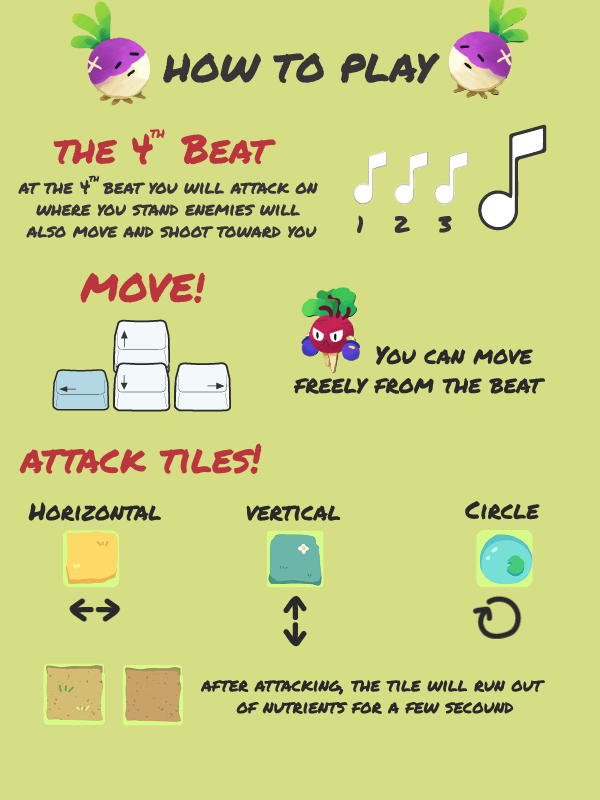 HOW TO PLAY
THE 4TH BEAT
AT THE 4TH BEAT YOU WILL ATTACK ON
WHERE YOU STAND ENEMIES WILL
ALSO MOVE AND SHOOT TOWARD YOU
1 2 3
MOVE!
YOU CAN MOVE
FREELY FROM THE BEAT
ATTACK TILES!
HORIZONTAL
VERTICAL
CIRCLE
AFTER ATTACKING, THE TILE WILL RUN OUT
OF NUTRIENTS FOR A FEW SECOUND